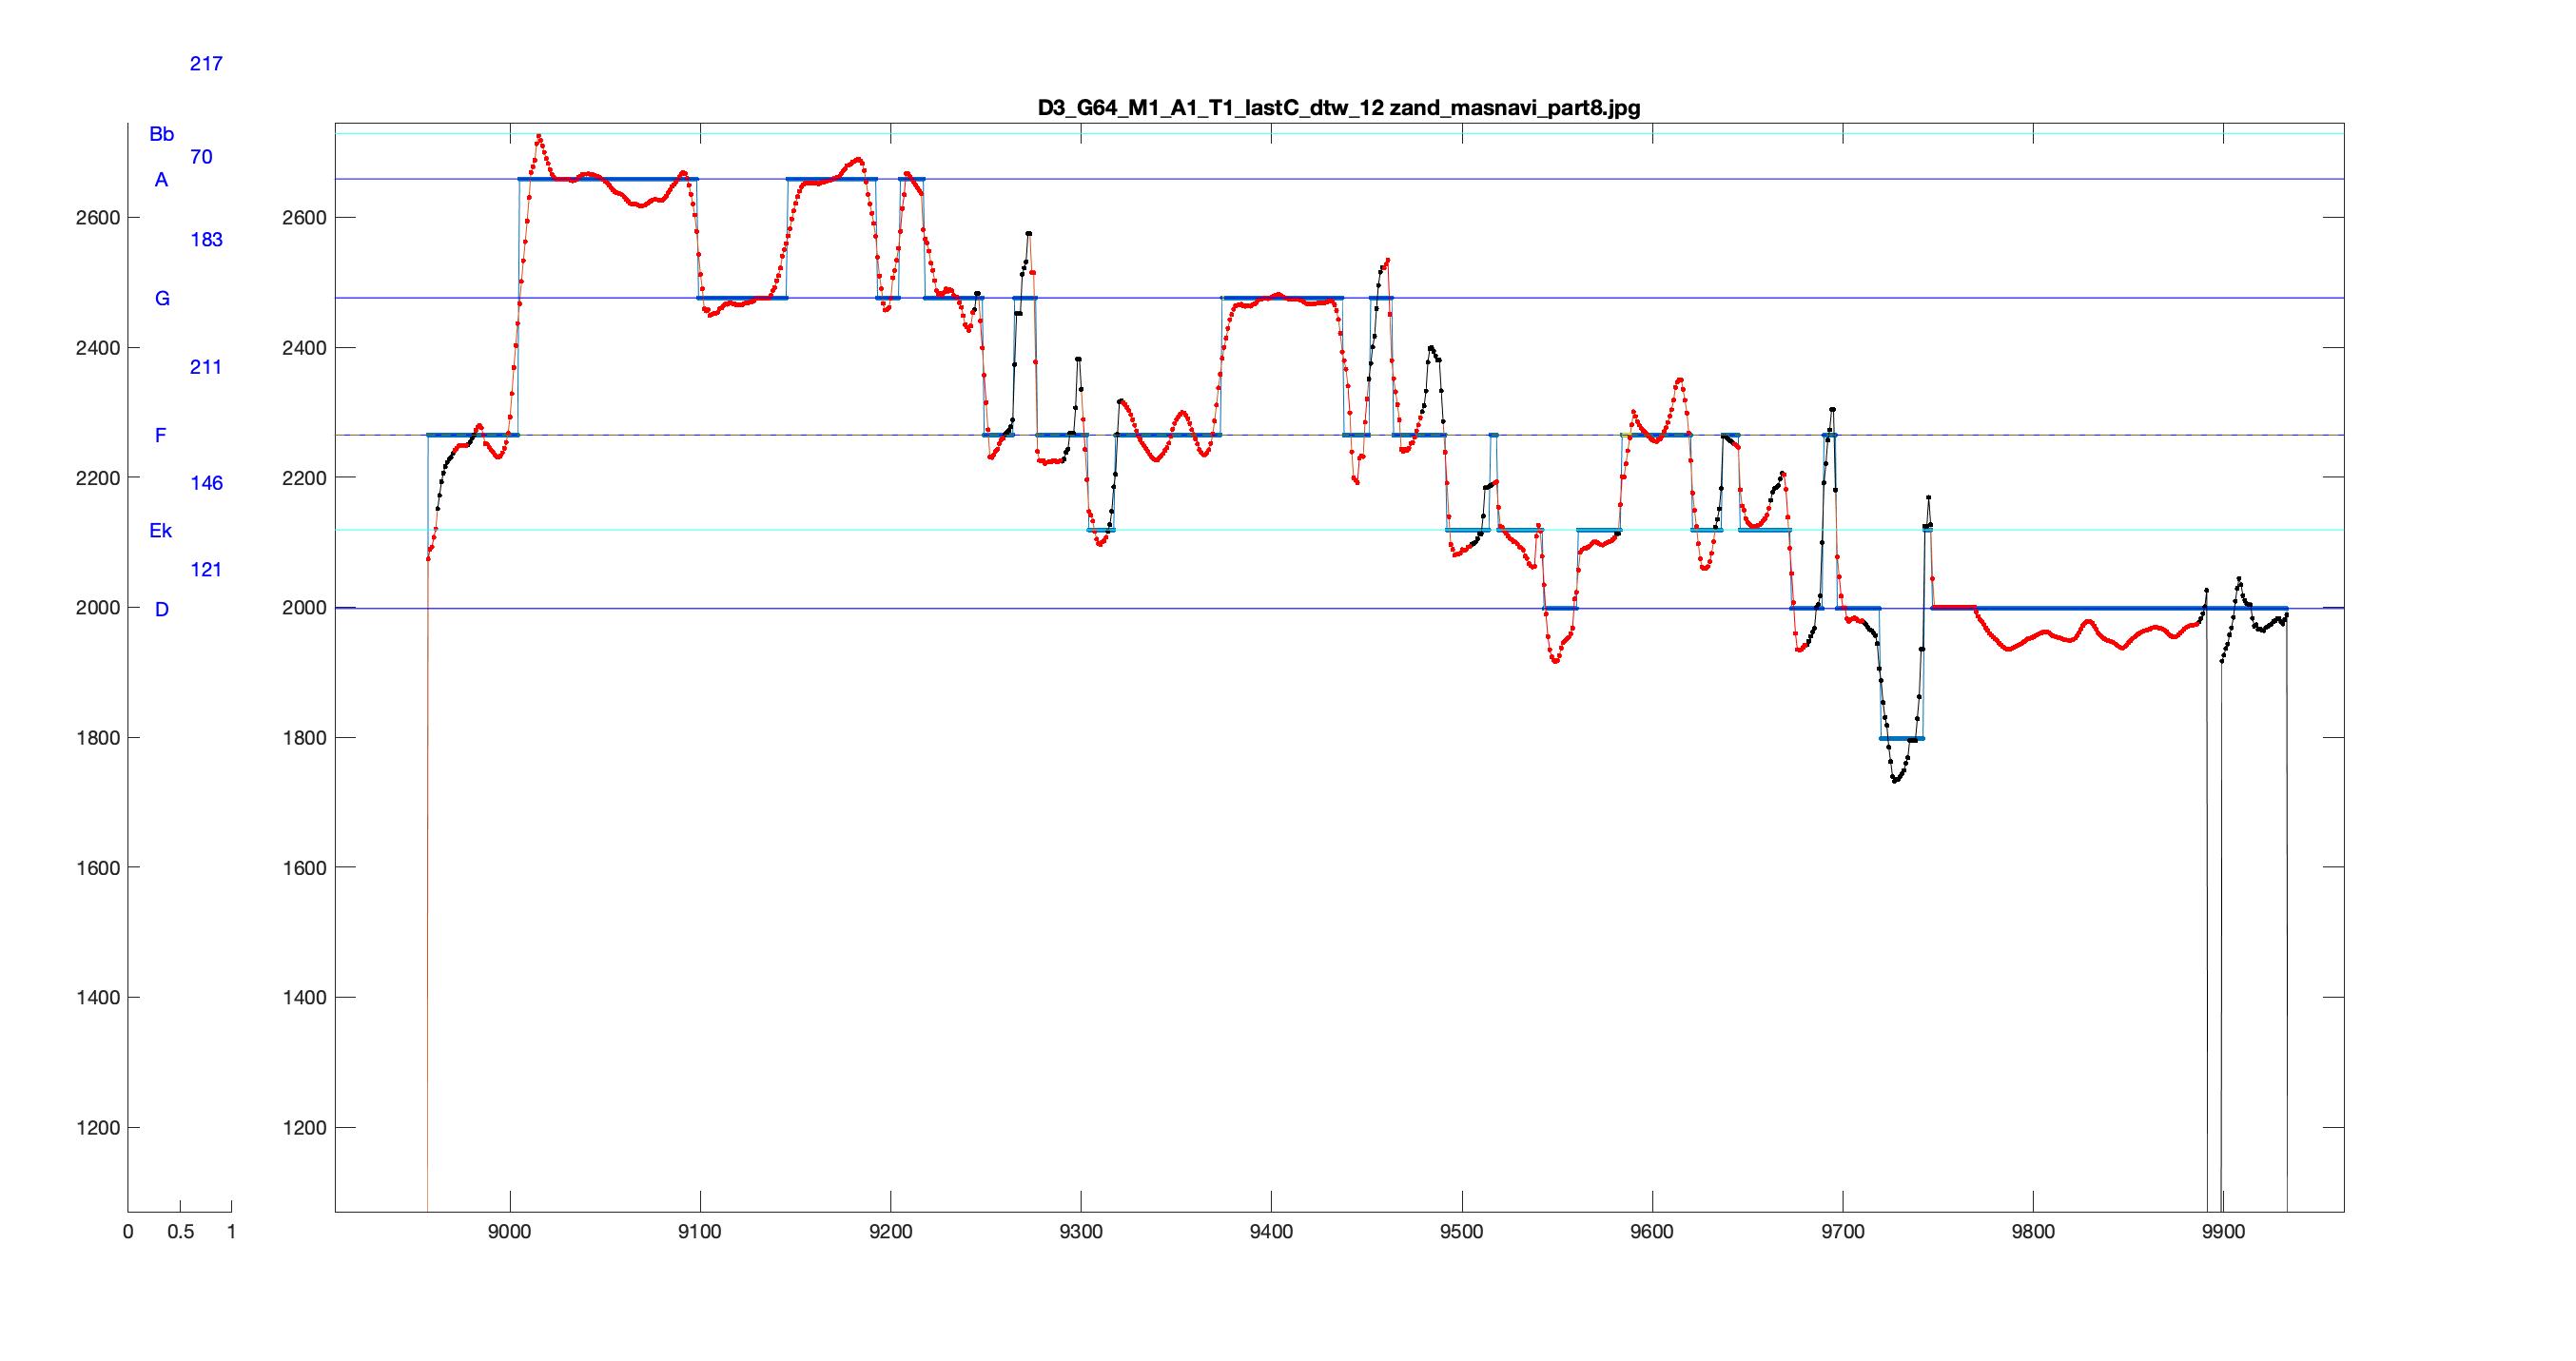 217
D3_G64_M1_A1_T1_lastC_dtw_12 zand_masnavi_part8.jpg
Bb
70
A
183
2600 2600
G
2400 2400
211
F
2200 146 2200
Ek
121
2000 D 2000
1800 1800
1600 1600
1400 1400
1200 1200
0 0.5 1 9000 9100 9200 9300 9400 9500 9600 9700 9800 9900